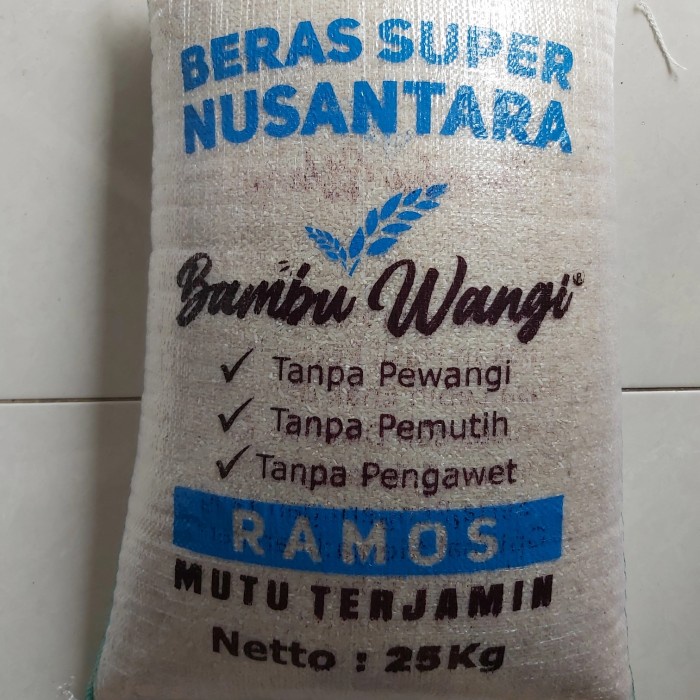 BERAS SUPER
NUSANTARA
Bambu Wangi®
✓ Tanpa Pewangi
✓ Tanpa Pemutih
✓ Tanpa Pengawet
RAMOS
MUTU TERJAMIN
Netto : 25Kg